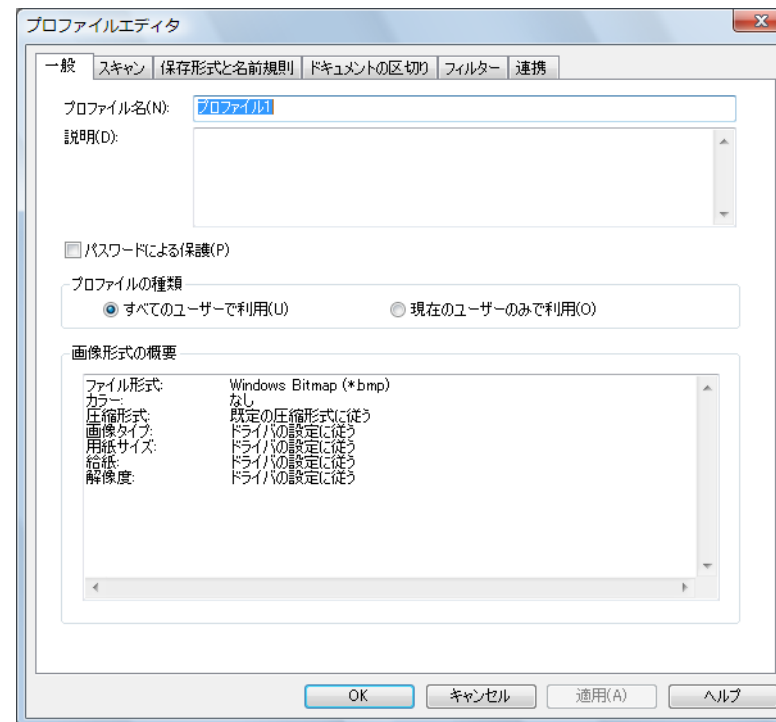 プロファイルエディタ
一般 スキャン 保存形式と名前規則 ドキュメントの区切り フィルター 連携
プロファイル名(N): プロファイル1
説明(D):
パスワードによる保護(P)
プロファイルの種類
すべてのユーザーで利用(U) 現在のユーザーのみで利用(O)
画像形式の概要
ファイル形式: Windows Bitmap (*.bmp)
カラー: なし
圧縮形式: 既定の圧縮形式に従う
画像タイプ: ドライバの設定に従う
用紙サイズ: ドライバの設定に従う
給紙: ドライバの設定に従う
解像度: ドライバの設定に従う
OK キャンセル 適用(A) ヘルプ